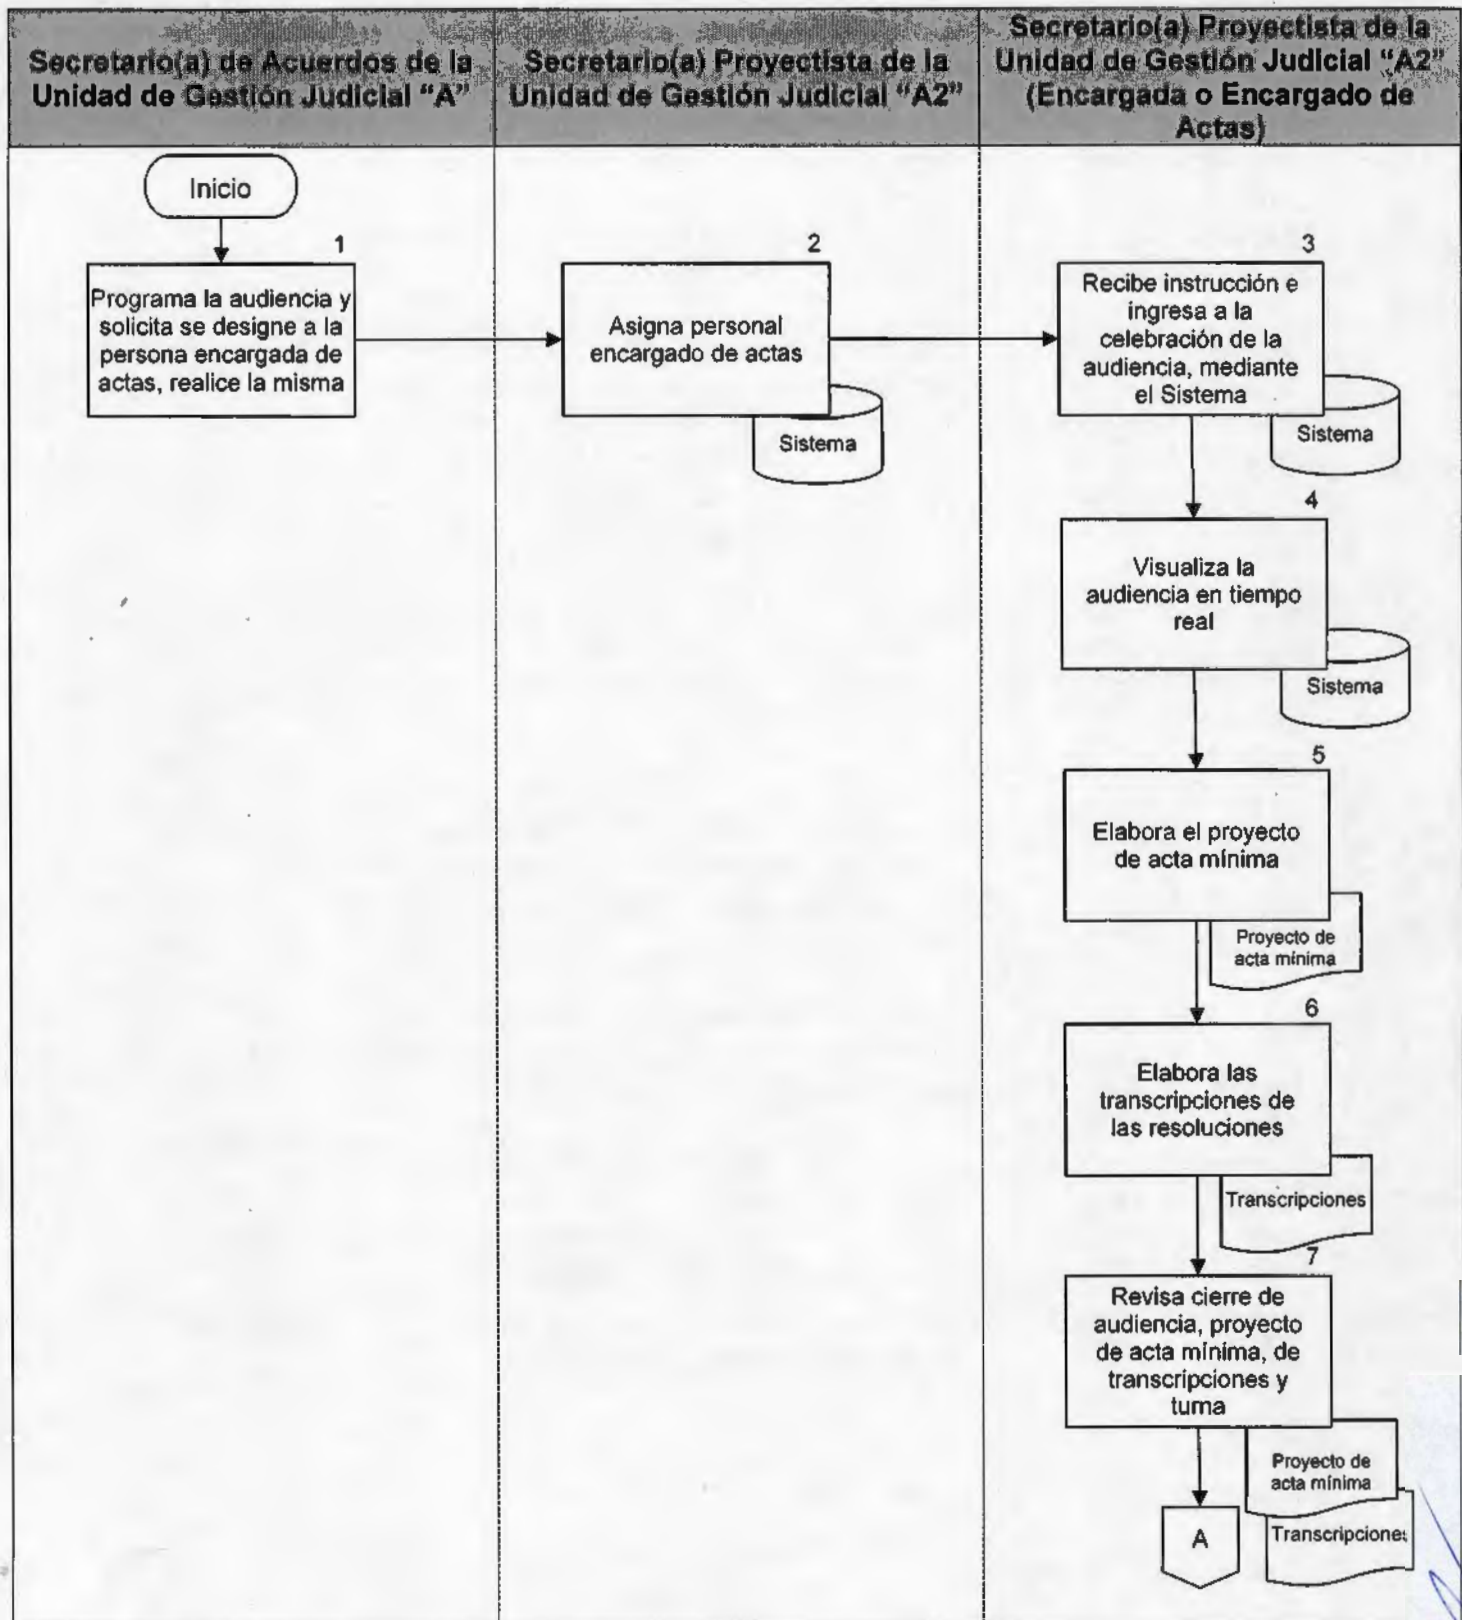 Secretario(a) de Acuerdos de la
Unidad de Gestión Judicial “A”
Secretario(a) Proyectista de la
Unidad de Gestión Judicial “A2”
Secretario(a) Proyectista de la
Unidad de Gestión Judicial “A2”
(Encargada o Encargado de
Actas)
Inicio
1
Programa la audiencia y
solicita se designe a la
persona encargada de
actas, realice la misma
2
Asigna personal
encargado de actas
Sistema
3
Recibe instrucción e
ingresa a la
celebración de la
audiencia, mediante
el Sistema
Sistema
4
Visualiza la
audiencia en tiempo
real
Sistema
5
Elabora el proyecto
de acta mínima
Proyecto de
acta mínima
6
Elabora las
transcripciones de
las resoluciones
Transcripciones
7
Revisa cierre de
audiencia, proyecto
de acta mínima, de
transcripciones y
turna
Proyecto de
acta mínima
Transcripciones
A